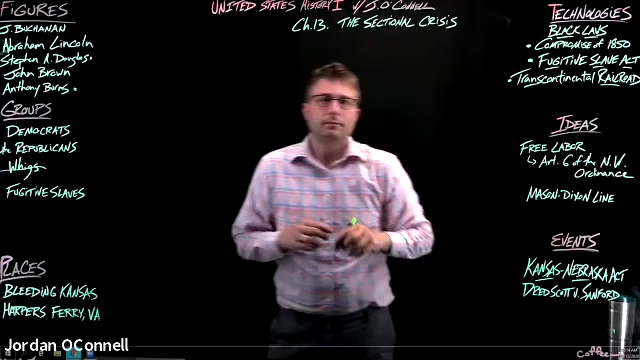 FIGURES
J. BUCHANAN
Abraham Lincoln
Stephen A. Douglas •
John Brown
Anthony Burns •
GROUPS
DEMOCRATS
the REPUBLICANS
Whigs
FUGITIVE SLAVES
PLACES
BLEEDING KANSAS
HARPERS FERRY, VA
UNITED STATES HISTORY I w/ J. O'CONNELL
Ch. 13. THE SECTIONAL CRISIS
TECHNOLOGIES
BLACK LAWS
• COMPROMISE OF 1850
• FUGITIVE SLAVE ACT
• Transcontinental RAILROAD
IDEAS
FREE LABOR
↳ Art. 6 of the N.W.
Ordinance
MASON-DIXON LINE
EVENTS
KANSAS-NEBRASKA ACT
DRED SCOTT v. SANFORD
Coffee
Jordan OConnell